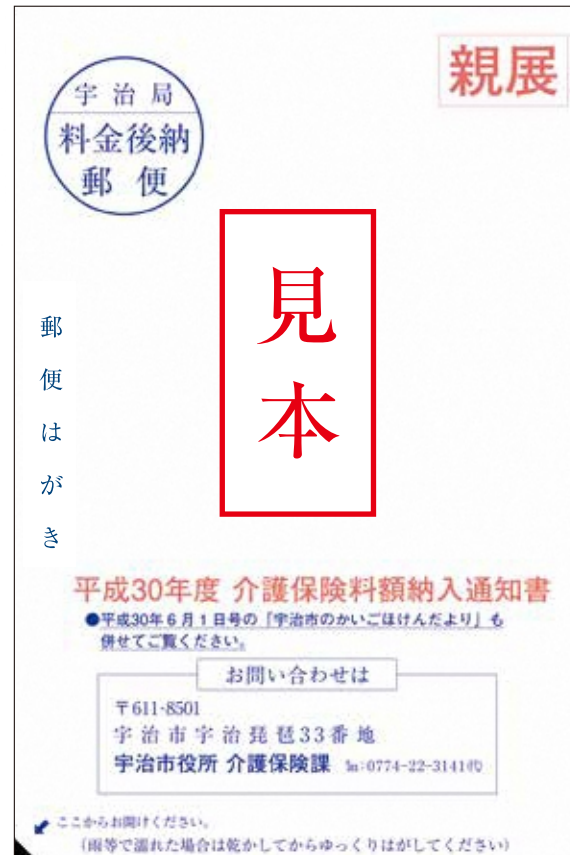 親展
宇治局
料金後納
郵便
見本
郵便はがき
平成30年度 介護保険料額納入通知書
●平成30年6月1日号の「宇治市のかいごほけんだより」も
併せてご覧ください。
お問い合わせは
〒611-8501
宇治市宇治琵琶33番地
宇治市役所 介護保険課 ℡:0774-22-3141㈹
ここからお開けください。
(雨等で濡れた場合は乾かしてからゆっくりはがしてください)